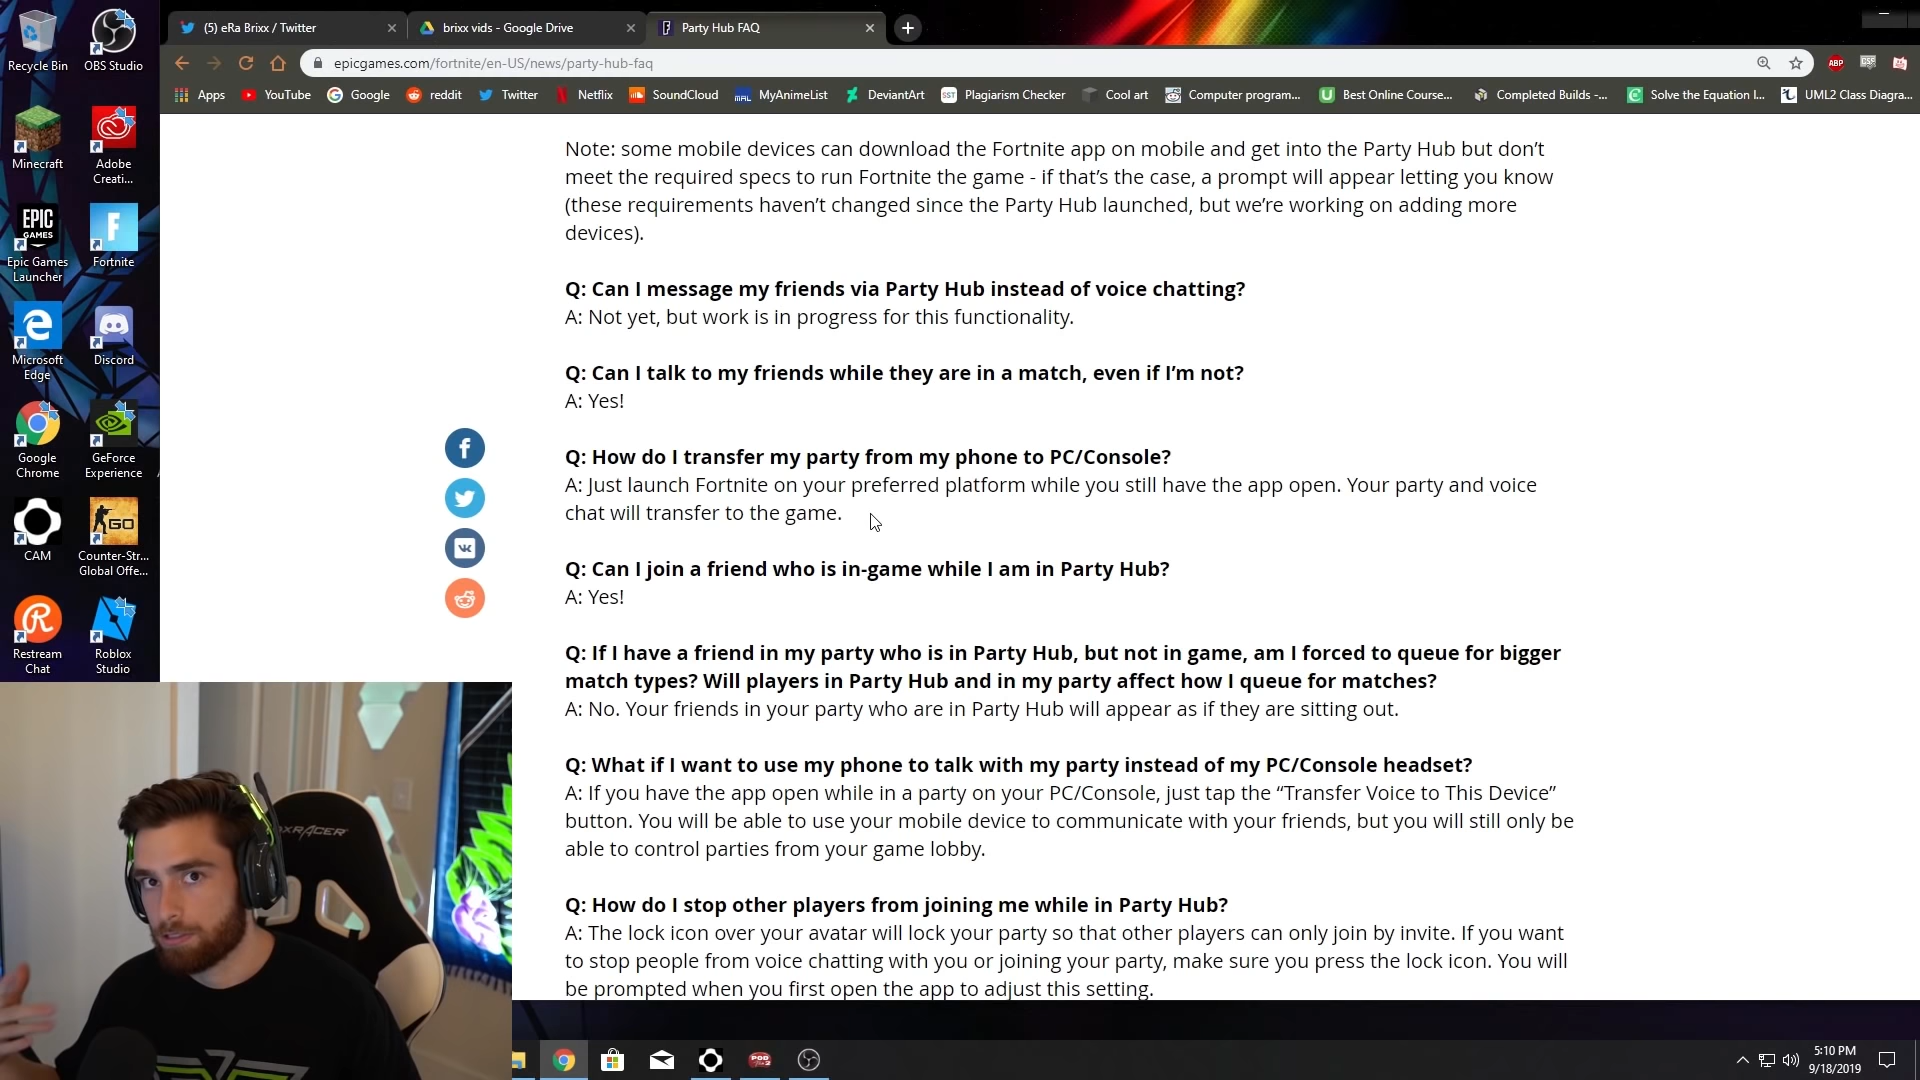 (5) eRa Brixx / Twitter
brixx vids - Google Drive
Party Hub FAQ
epicgames.com/fortnite/en-US/news/party-hub-faq
Apps
YouTube
Google
reddit
Twitter
Netflix
SoundCloud
MyAnimeList
DeviantArt
Plagiarism Checker
Cool art
Computer program...
Best Online Course...
Completed Builds -...
Solve the Equation I...
UML2 Class Diagra...
ABP
Recycle Bin
OBS Studio
Minecraft
Adobe
Creati...
EPIC
GAMES
Epic Games
Launcher
Fortnite
Microsoft
Edge
Discord
Google
Chrome
GeForce
Experience
CAM
GO
Counter-Str...
Global Offe...
Restream
Chat
Roblox
Studio
Note: some mobile devices can download the Fortnite app on mobile and get into the Party Hub but don’t
meet the required specs to run Fortnite the game - if that’s the case, a prompt will appear letting you know
(these requirements haven’t changed since the Party Hub launched, but we’re working on adding more
devices).
Q: Can I message my friends via Party Hub instead of voice chatting?
A: Not yet, but work is in progress for this functionality.
Q: Can I talk to my friends while they are in a match, even if I’m not?
A: Yes!
Q: How do I transfer my party from my phone to PC/Console?
A: Just launch Fortnite on your preferred platform while you still have the app open. Your party and voice
chat will transfer to the game.
Q: Can I join a friend who is in-game while I am in Party Hub?
A: Yes!
Q: If I have a friend in my party who is in Party Hub, but not in game, am I forced to queue for bigger
match types? Will players in Party Hub and in my party affect how I queue for matches?
A: No. Your friends in your party who are in Party Hub will appear as if they are sitting out.
Q: What if I want to use my phone to talk with my party instead of my PC/Console headset?
A: If you have the app open while in a party on your PC/Console, just tap the “Transfer Voice to This Device”
button. You will be able to use your mobile device to communicate with your friends, but you will still only be
able to control parties from your game lobby.
Q: How do I stop other players from joining me while in Party Hub?
A: The lock icon over your avatar will lock your party so that other players can only join by invite. If you want
to stop people from voice chatting with you or joining your party, make sure you press the lock icon. You will
be prompted when you first open the app to adjust this setting.
5:10 PM
9/18/2019